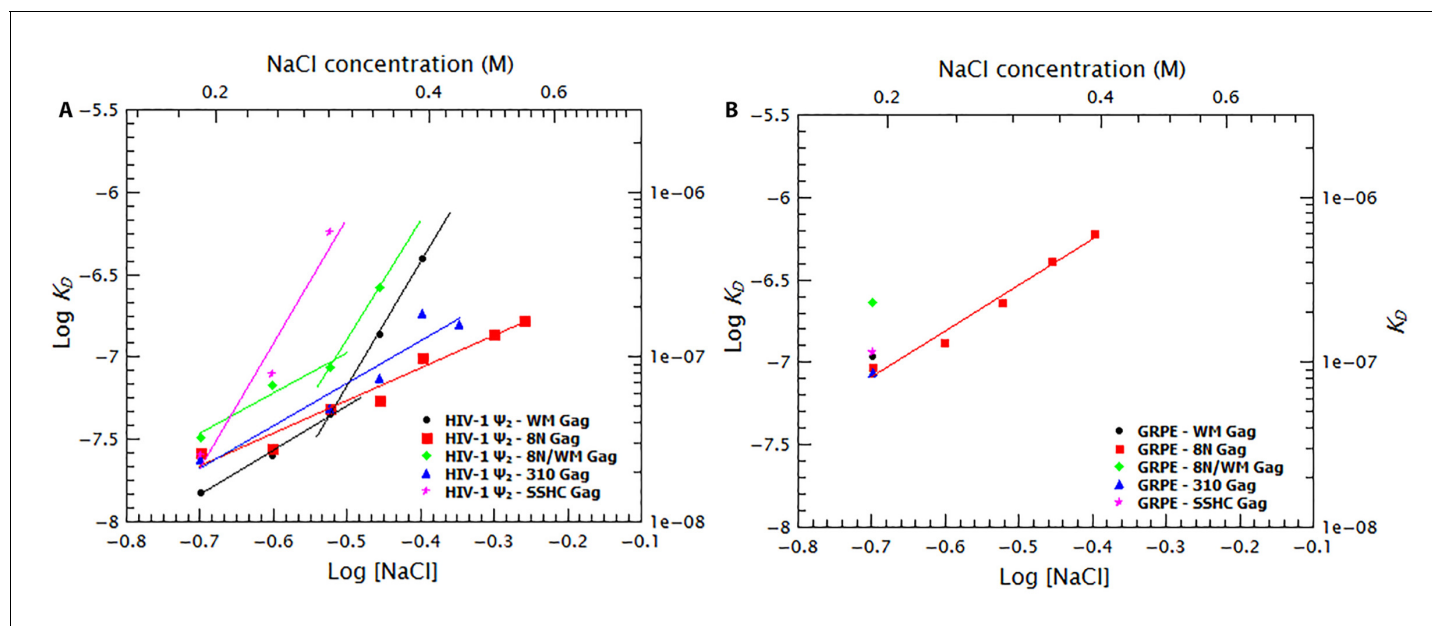 A
NaCl concentration (M)
0.2 0.4 0.6
−5.5
−6
−6.5
−7
−7.5
−8
Log K_D
1e−06
1e−07
1e−08
HIV-1 Ψ₂ - WM Gag
HIV-1 Ψ₂ - 8N Gag
HIV-1 Ψ₂ - 8N/WM Gag
HIV-1 Ψ₂ - 310 Gag
HIV-1 Ψ₂ - SSHC Gag
−0.8 −0.7 −0.6 −0.5 −0.4 −0.3 −0.2 −0.1
Log [NaCl]
B
NaCl concentration (M)
0.2 0.4 0.6
−5.5
−6
−6.5
−7
−7.5
−8
Log K_D
1e−06
1e−07
1e−08
K_D
GRPE - WM Gag
GRPE - 8N Gag
GRPE - 8N/WM Gag
GRPE - 310 Gag
GRPE - SSHC Gag
−0.8 −0.7 −0.6 −0.5 −0.4 −0.3 −0.2 −0.1
Log [NaCl]